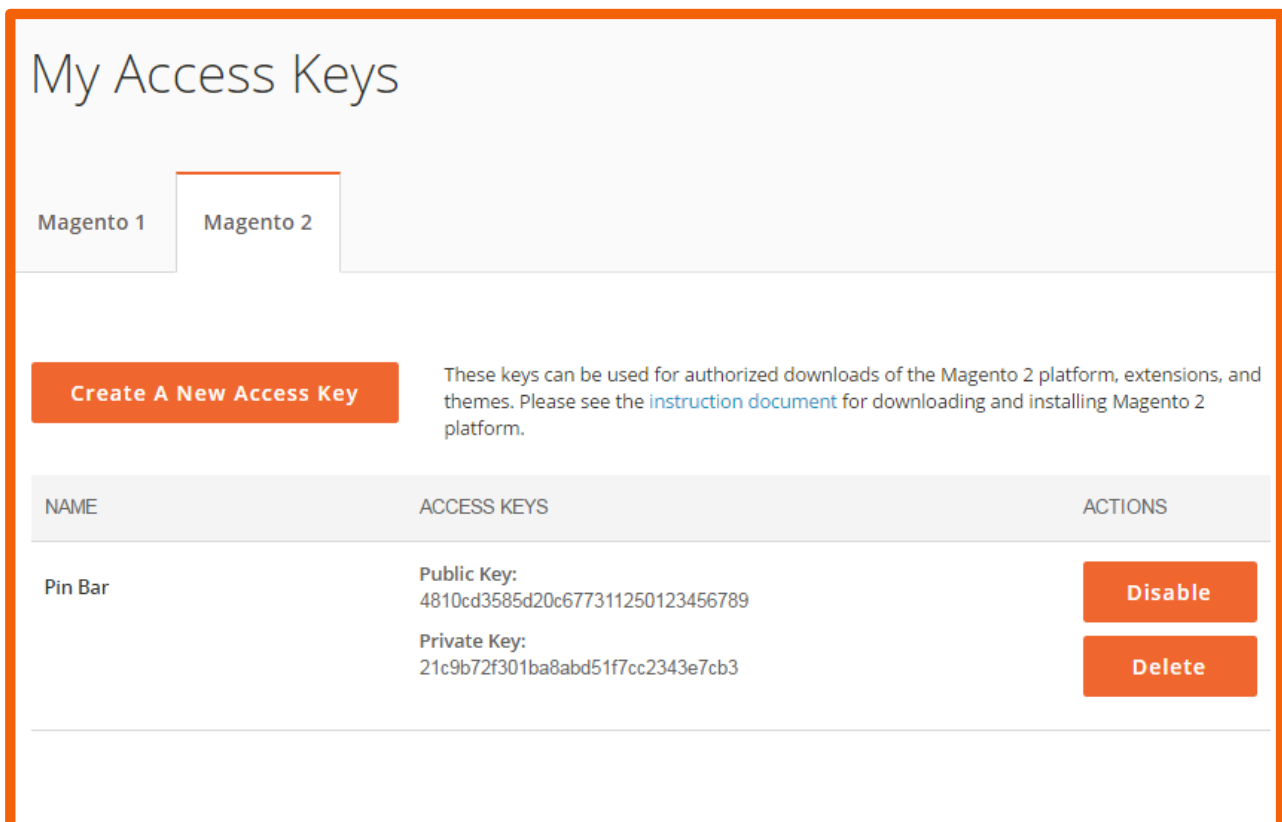 My Access Keys
Magento 1
Magento 2
Create A New Access Key
These keys can be used for authorized downloads of the Magento 2 platform, extensions, and
themes. Please see the instruction document for downloading and installing Magento 2
platform.
NAME
ACCESS KEYS
ACTIONS
Pin Bar
Public Key:
4810cd3585d20c677311250123456789
Private Key:
21c9b72f301ba8abd51f7cc2343e7cb3
Disable
Delete